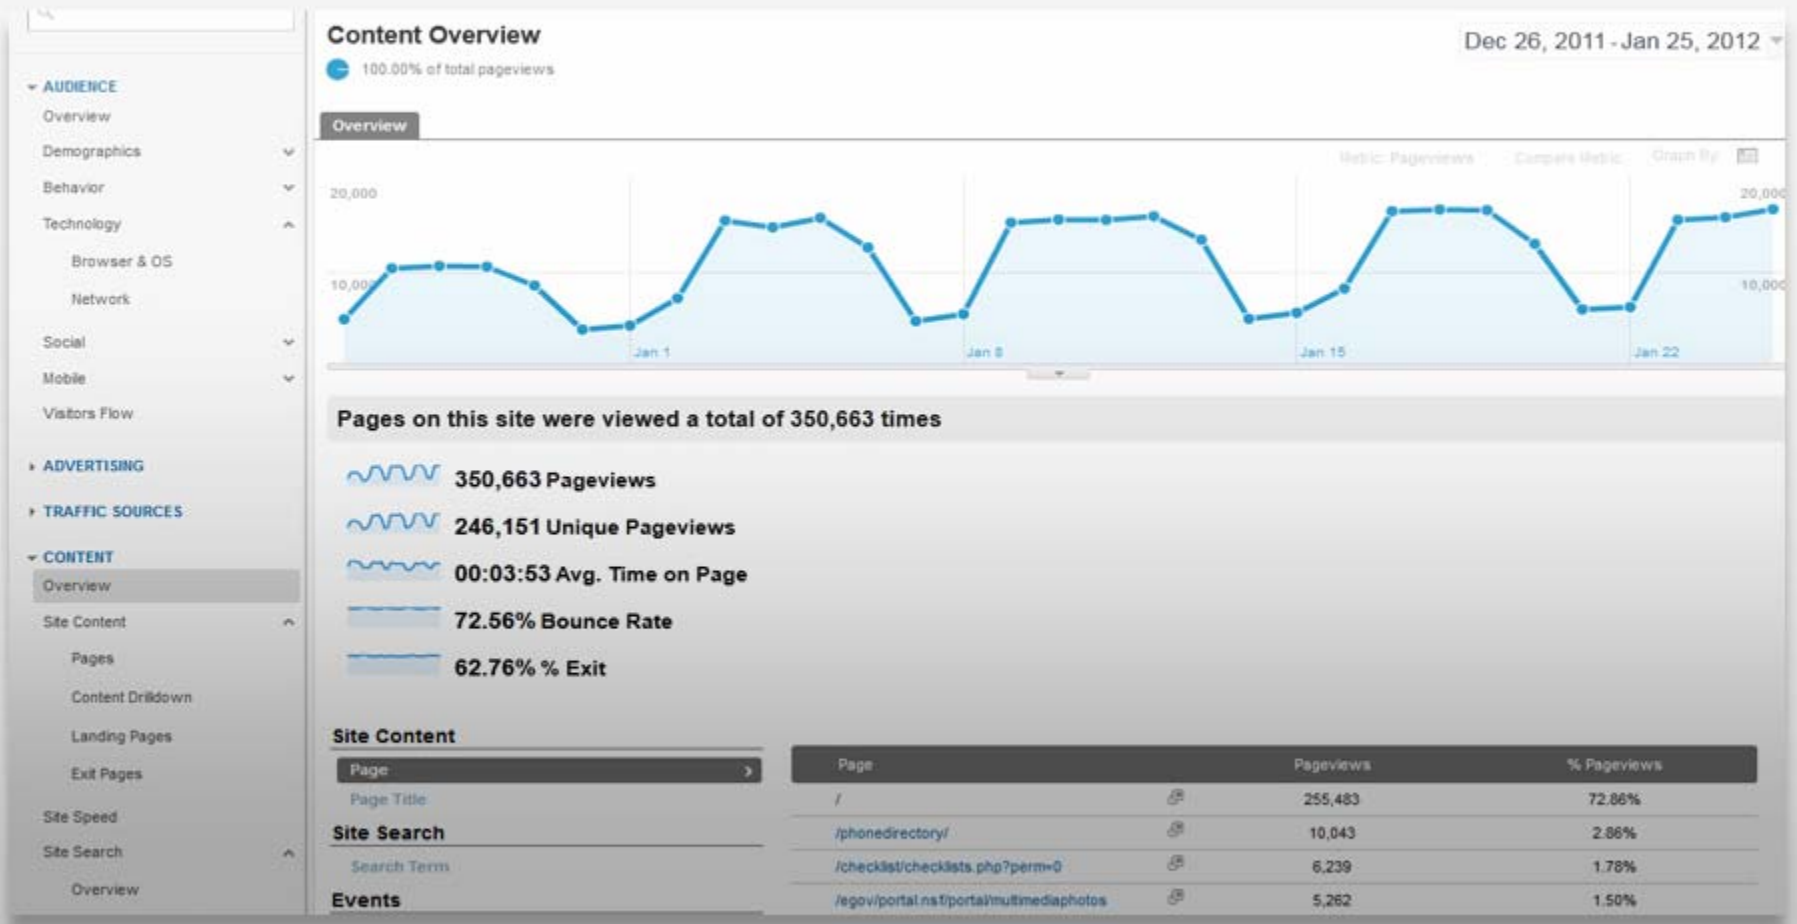 Content Overview
Dec 26, 2011 - Jan 25, 2012
100.00% of total pageviews
AUDIENCE
Overview
Demographics
Behavior
Technology
Browser & OS
Network
Social
Mobile
Visitors Flow
ADVERTISING
TRAFFIC SOURCES
CONTENT
Overview
Site Content
Pages
Content Drilldown
Landing Pages
Exit Pages
Site Speed
Site Search
Overview
Overview
Metric: Pageviews Compare Metric Graph By:
20,000 20,000
10,000 10,000
Jan 1 Jan 8 Jan 15 Jan 22
Pages on this site were viewed a total of 350,663 times
350,663 Pageviews
246,151 Unique Pageviews
00:03:53 Avg. Time on Page
72.56% Bounce Rate
62.76% % Exit
Site Content
Page
Page Title
Site Search
Search Term
Events
Page Pageviews % Pageviews
/ 255,483 72.86%
/phonedirectory/ 10,043 2.86%
/checklist/checklists.php?perm=0 6,239 1.78%
/egov/portal.nsf/portal/multimediaphotos 5,262 1.50%